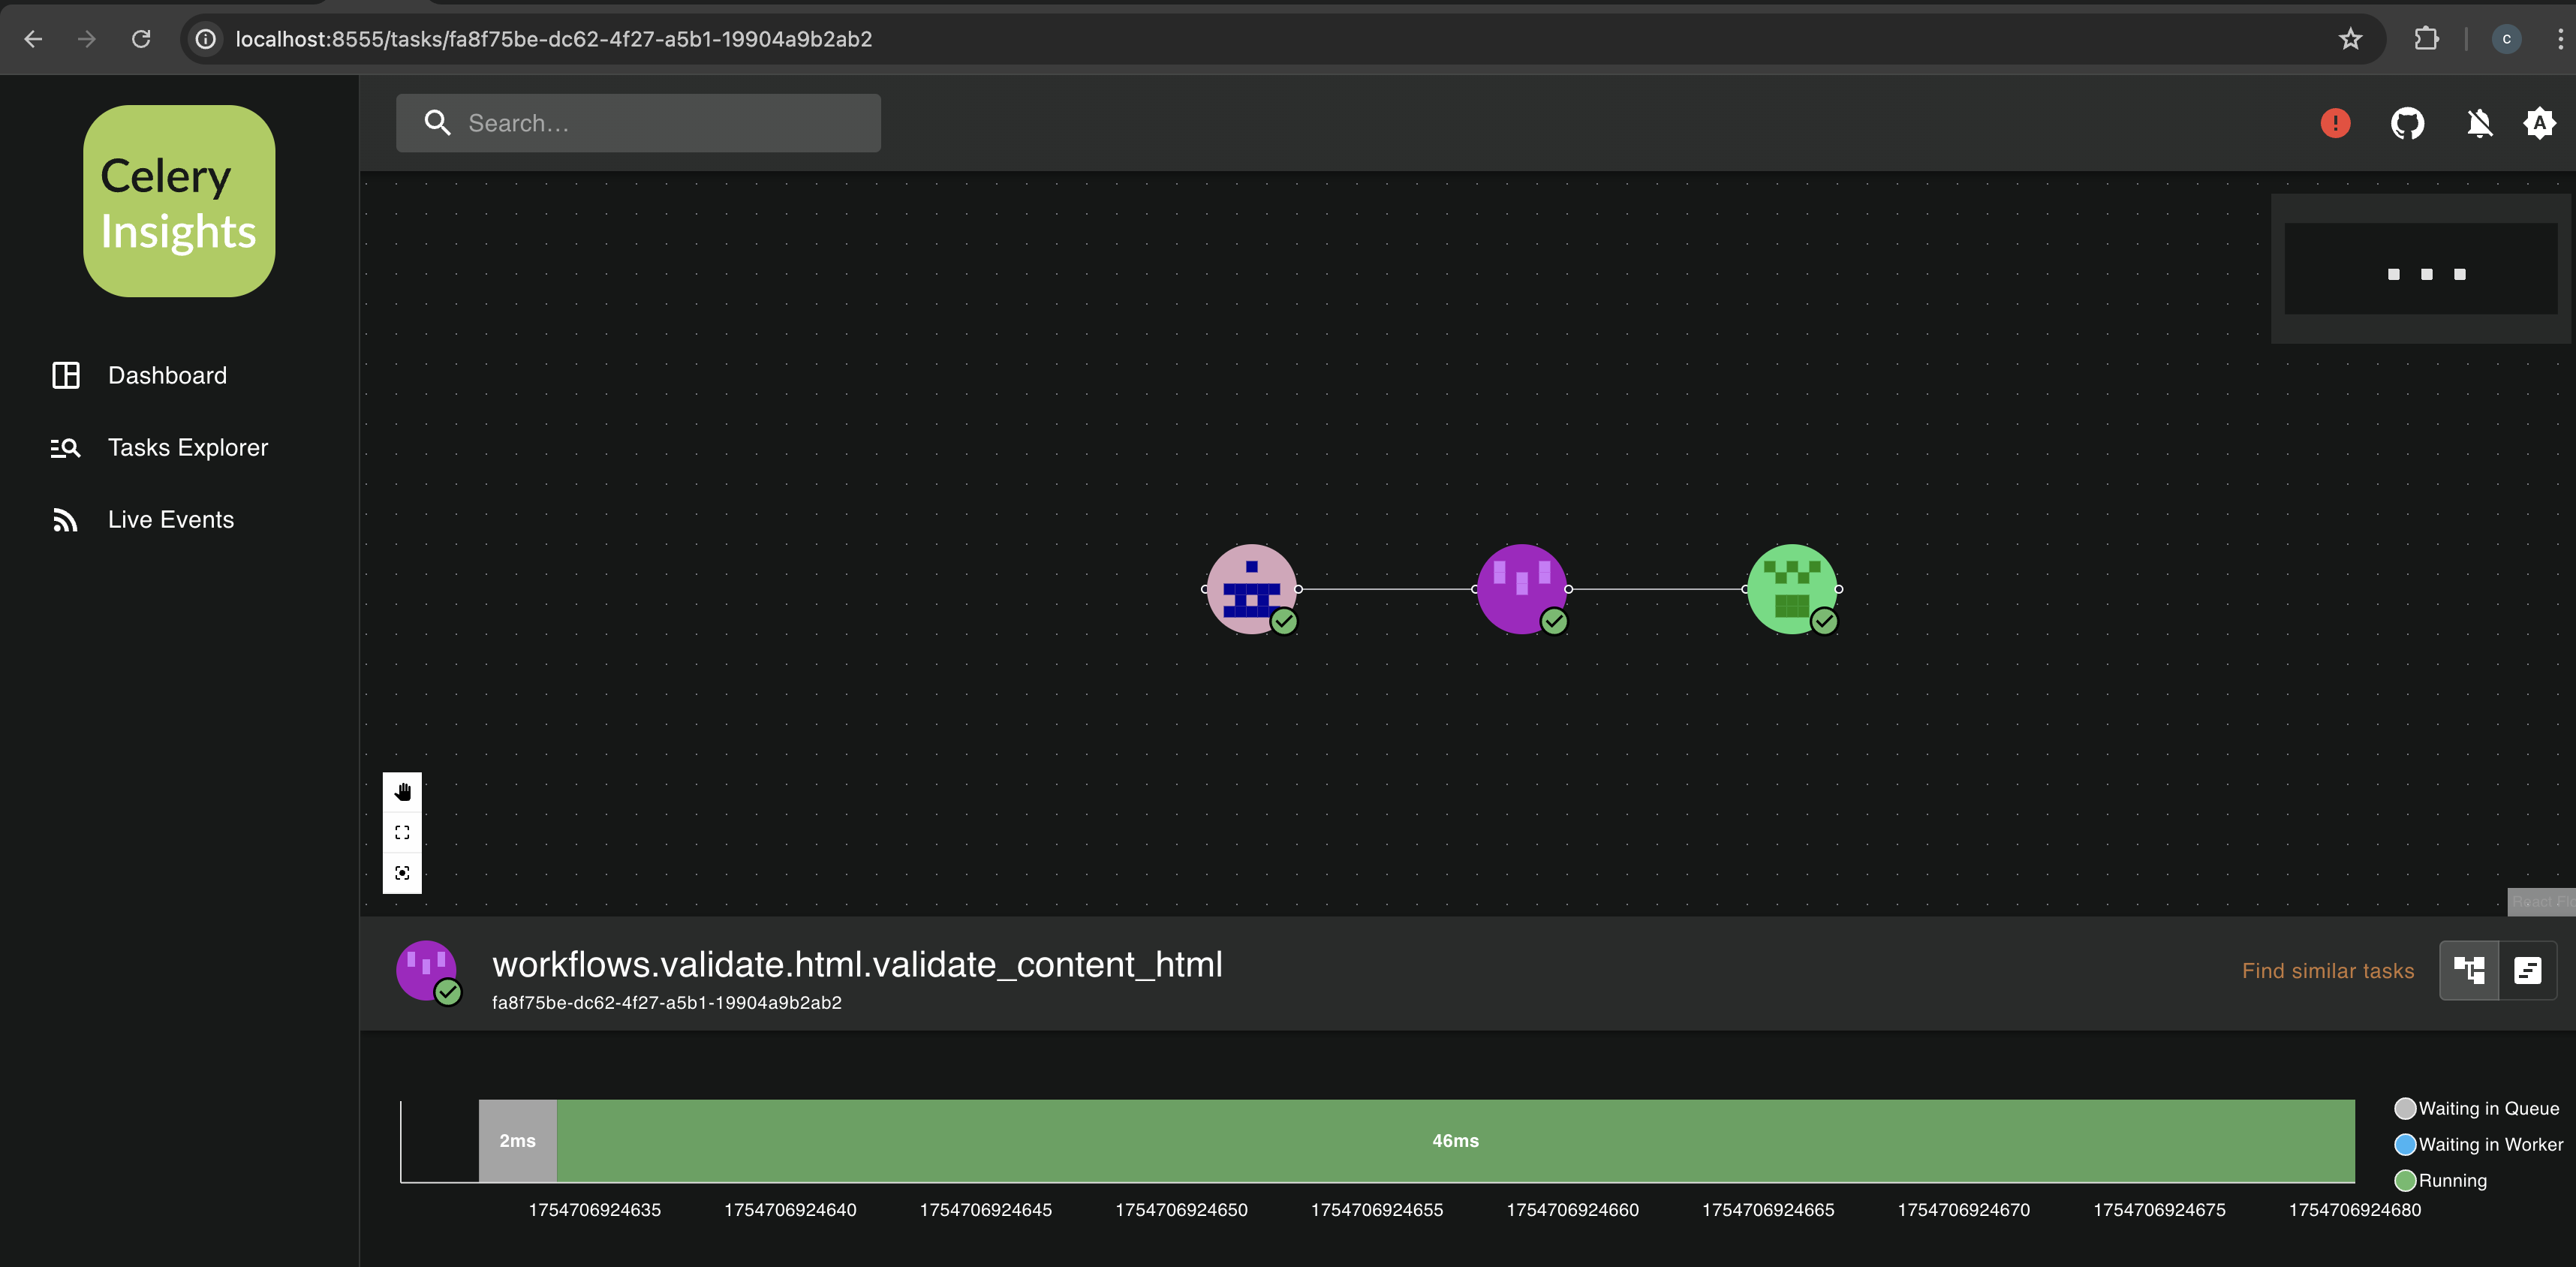 localhost:8555/tasks/fa8f75be-dc62-4f27-a5b1-19904a9b2ab2
C
Celery
Insights
Search…
A
Dashboard
Tasks Explorer
Live Events
workflows.validate.html.validate_content_html
fa8f75be-dc62-4f27-a5b1-19904a9b2ab2
Find similar tasks
2ms
46ms
Waiting in Queue
Waiting in Worker
Running
1754706924635 1754706924640 1754706924645 1754706924650 1754706924655 1754706924660 1754706924665 1754706924670 1754706924675 1754706924680